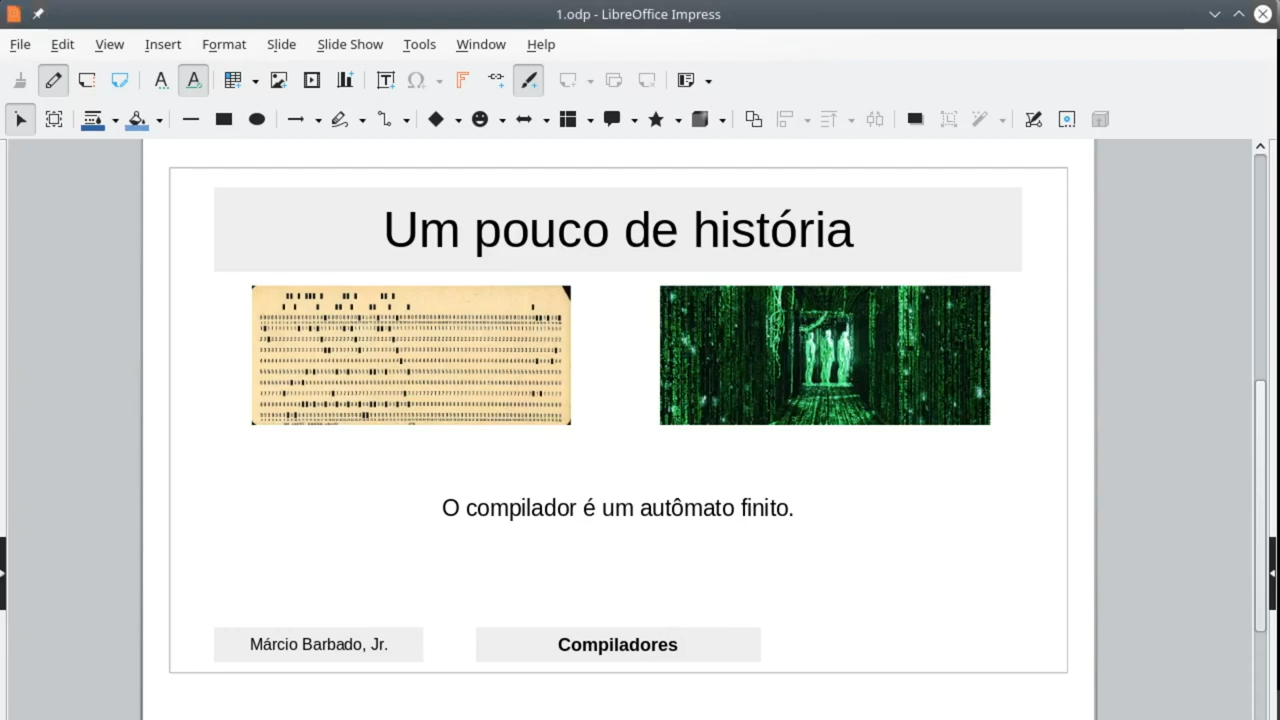 1.odp - LibreOffice Impress
File Edit View Insert Format Slide Slide Show Tools Window Help
Um pouco de história
O compilador é um autômato finito.
Márcio Barbado, Jr.
Compiladores